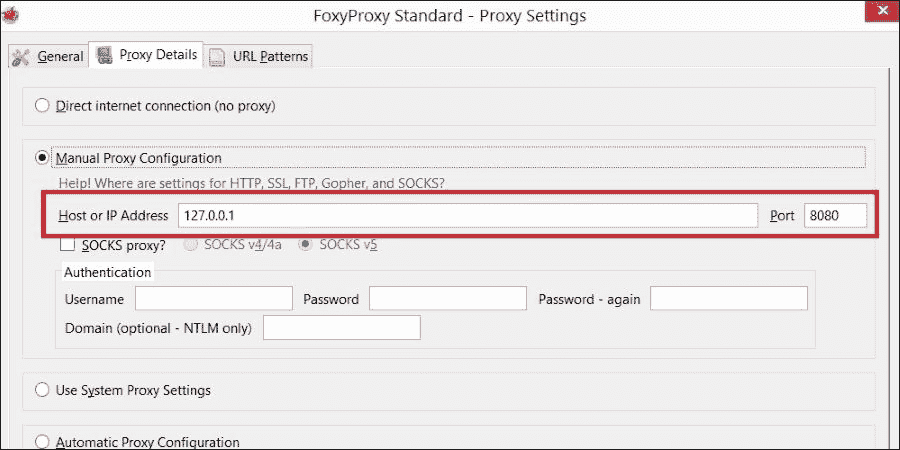 FoxyProxy Standard - Proxy Settings
General Proxy Details URL Patterns
Direct internet connection (no proxy)
Manual Proxy Configuration
Help! Where are settings for HTTP, SSL, FTP, Gopher, and SOCKS?
Host or IP Address 127.0.0.1 Port 8080
SOCKS proxy? SOCKS v4/4a SOCKS v5
Authentication
Username Password Password - again
Domain (optional - NTLM only)
Use System Proxy Settings
Automatic Proxy Configuration